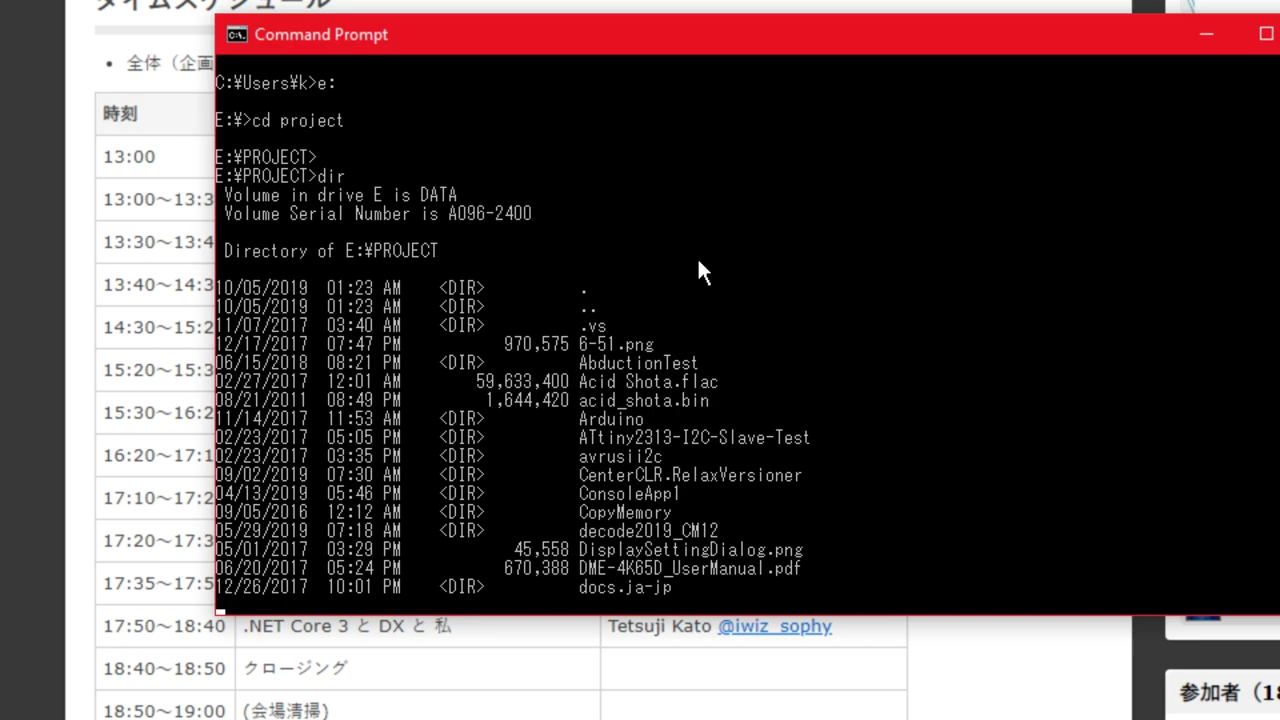 タイムスケジュール
全体（企画
時刻
13:00
13:00～13:3
13:30～13:4
13:40～14:3
14:30～15:2
15:20～15:3
15:30～16:2
16:20～17:1
17:10～17:2
17:20～17:3
17:35～17:5
17:50～18:40 .NET Core 3 と DX と 私 Tetsuji Kato @iwiz_sophy
18:40～18:50 クロージング
18:50～19:00 (会場清掃)
Command Prompt
C:¥Users¥k>e:
E:¥>cd project
E:¥PROJECT>
E:¥PROJECT>dir
Volume in drive E is DATA
Volume Serial Number is A096-2400
Directory of E:¥PROJECT
10/05/2019 01:23 AM <DIR> .
10/05/2019 01:23 AM <DIR> ..
11/07/2017 03:40 AM <DIR> .vs
12/17/2017 07:47 PM 970,575 6-51.png
06/15/2018 08:21 PM <DIR> AbductionTest
02/27/2017 12:01 AM 59,633,400 Acid Shota.flac
08/21/2011 08:49 PM 1,644,420 acid_shota.bin
11/14/2017 11:53 AM <DIR> Arduino
02/23/2017 05:05 PM <DIR> ATtiny2313-I2C-Slave-Test
02/23/2017 03:35 PM <DIR> avrusii2c
09/02/2019 07:30 AM <DIR> CenterCLR.RelaxVersioner
04/13/2019 05:46 PM <DIR> ConsoleApp1
09/05/2016 12:12 AM <DIR> CopyMemory
05/29/2019 07:18 AM <DIR> decode2019_CM12
05/01/2017 03:29 PM 45,558 DisplaySettingDialog.png
06/20/2017 05:24 PM 670,388 DME-4K65D_UserManual.pdf
12/26/2017 10:01 PM <DIR> docs.ja-jp
参加者（18